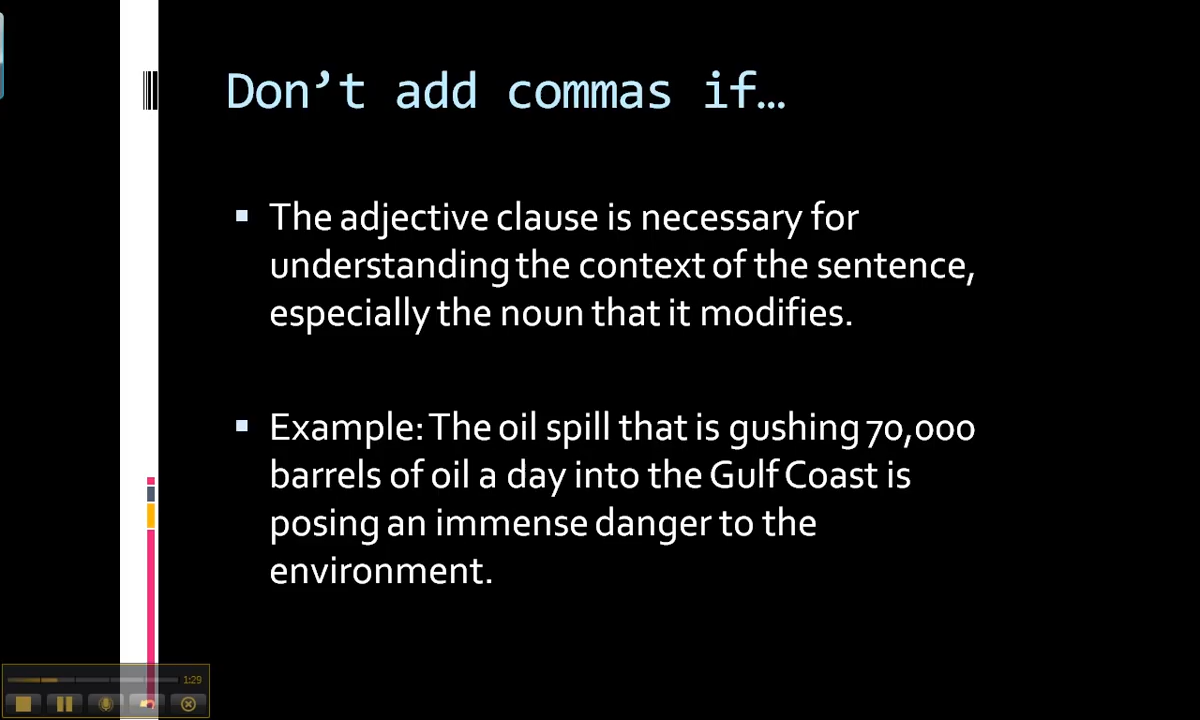 Don’t add commas if…
The adjective clause is necessary for
understanding the context of the sentence,
especially the noun that it modifies.
Example: The oil spill that is gushing 70,000
barrels of oil a day into the Gulf Coast is
posing an immense danger to the
environment.
1:29